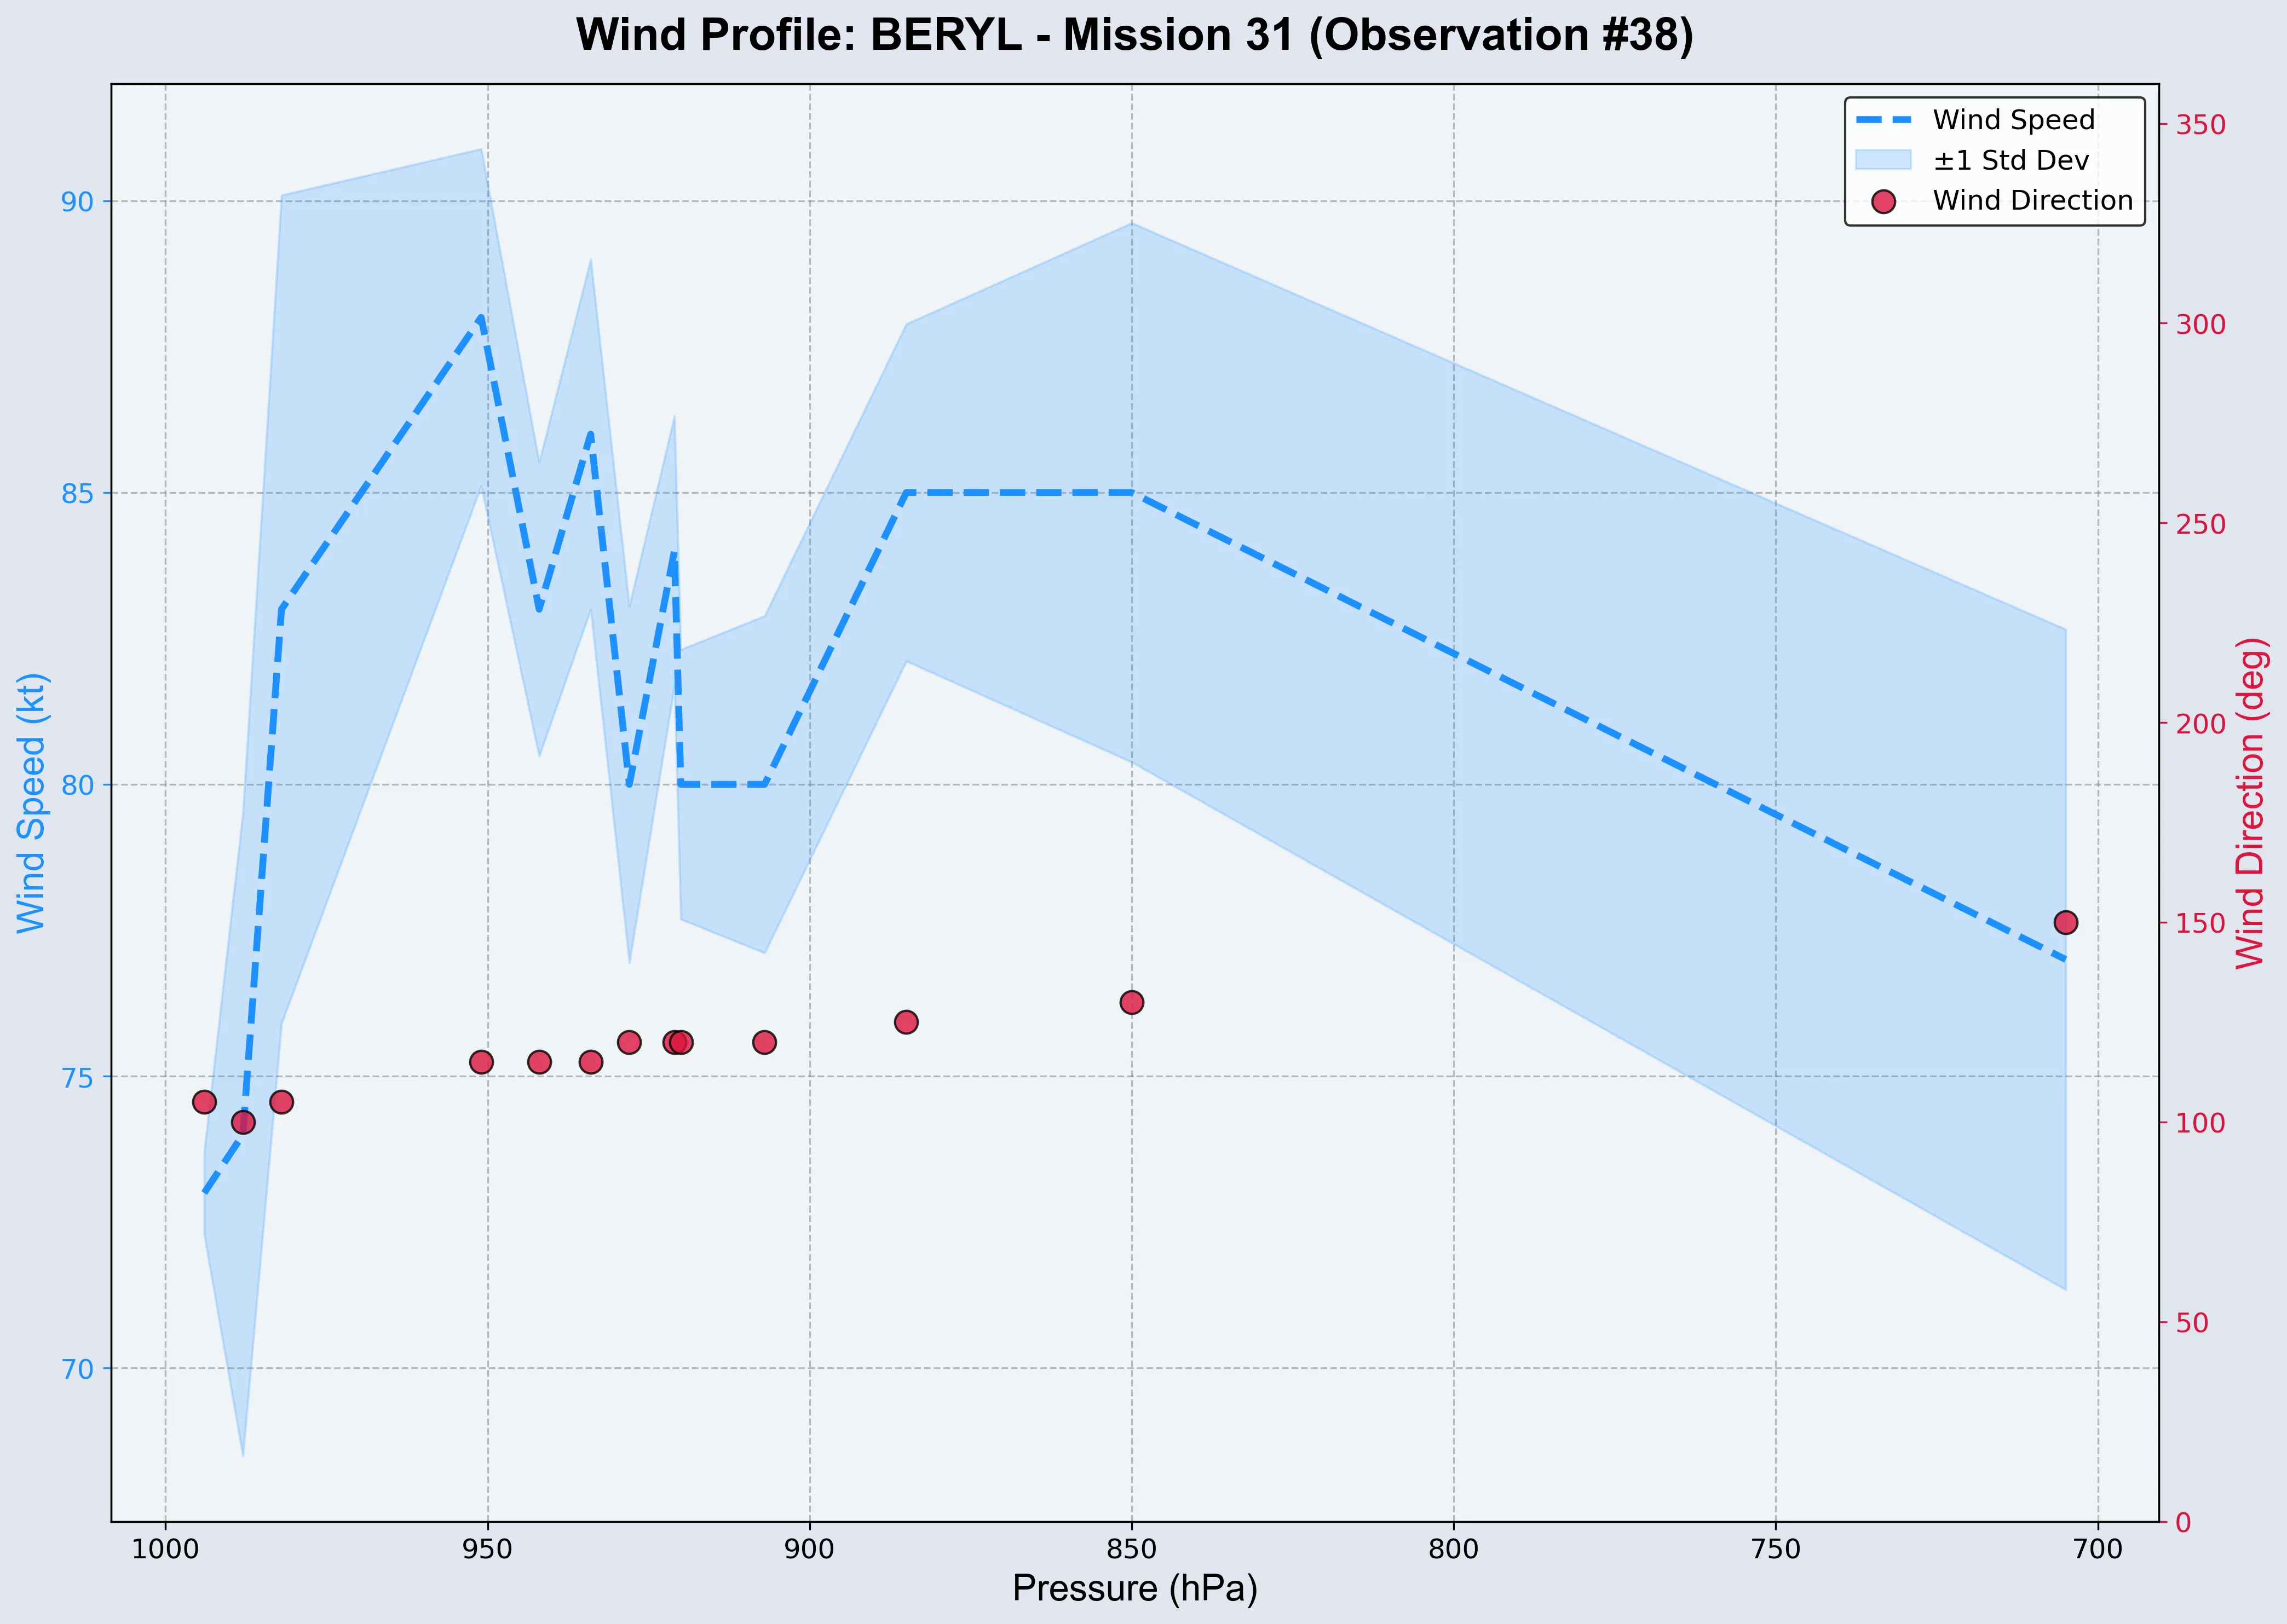 Wind Profile: BERYL - Mission 31 (Observation #38)
Wind Speed
±1 Std Dev
Wind Direction
Wind Speed (kt)
90
85
80
75
70
350
300
250
200
150
100
50
0
Wind Direction (deg)
1000 950 900 850 800 750 700
Pressure (hPa)